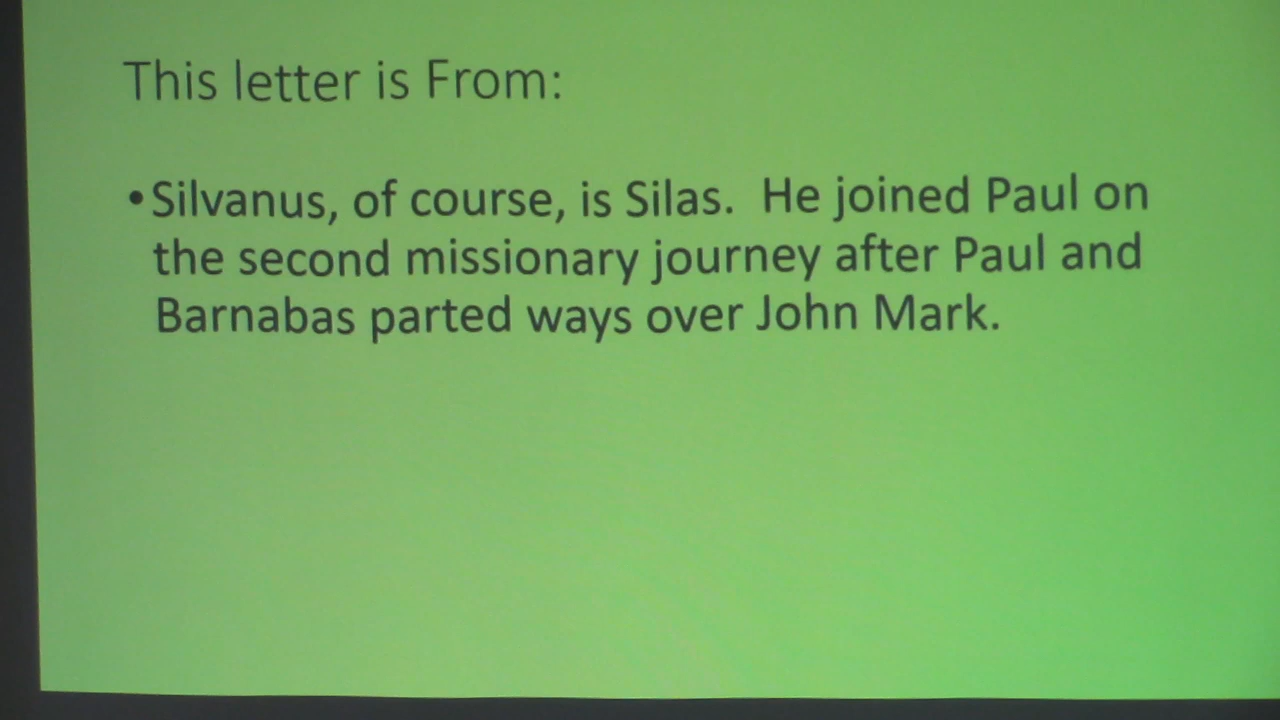 This letter is From:
•Silvanus, of course, is Silas.  He joined Paul on
the second missionary journey after Paul and
Barnabas parted ways over John Mark.